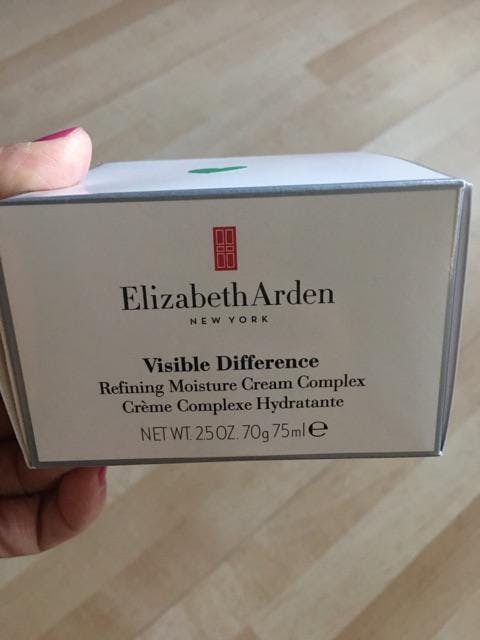 Elizabeth Arden
NEW YORK
Visible Difference
Refining Moisture Cream Complex
Crème Complexe Hydratante
NET WT. 2.5 OZ. 70g 75ml ℮